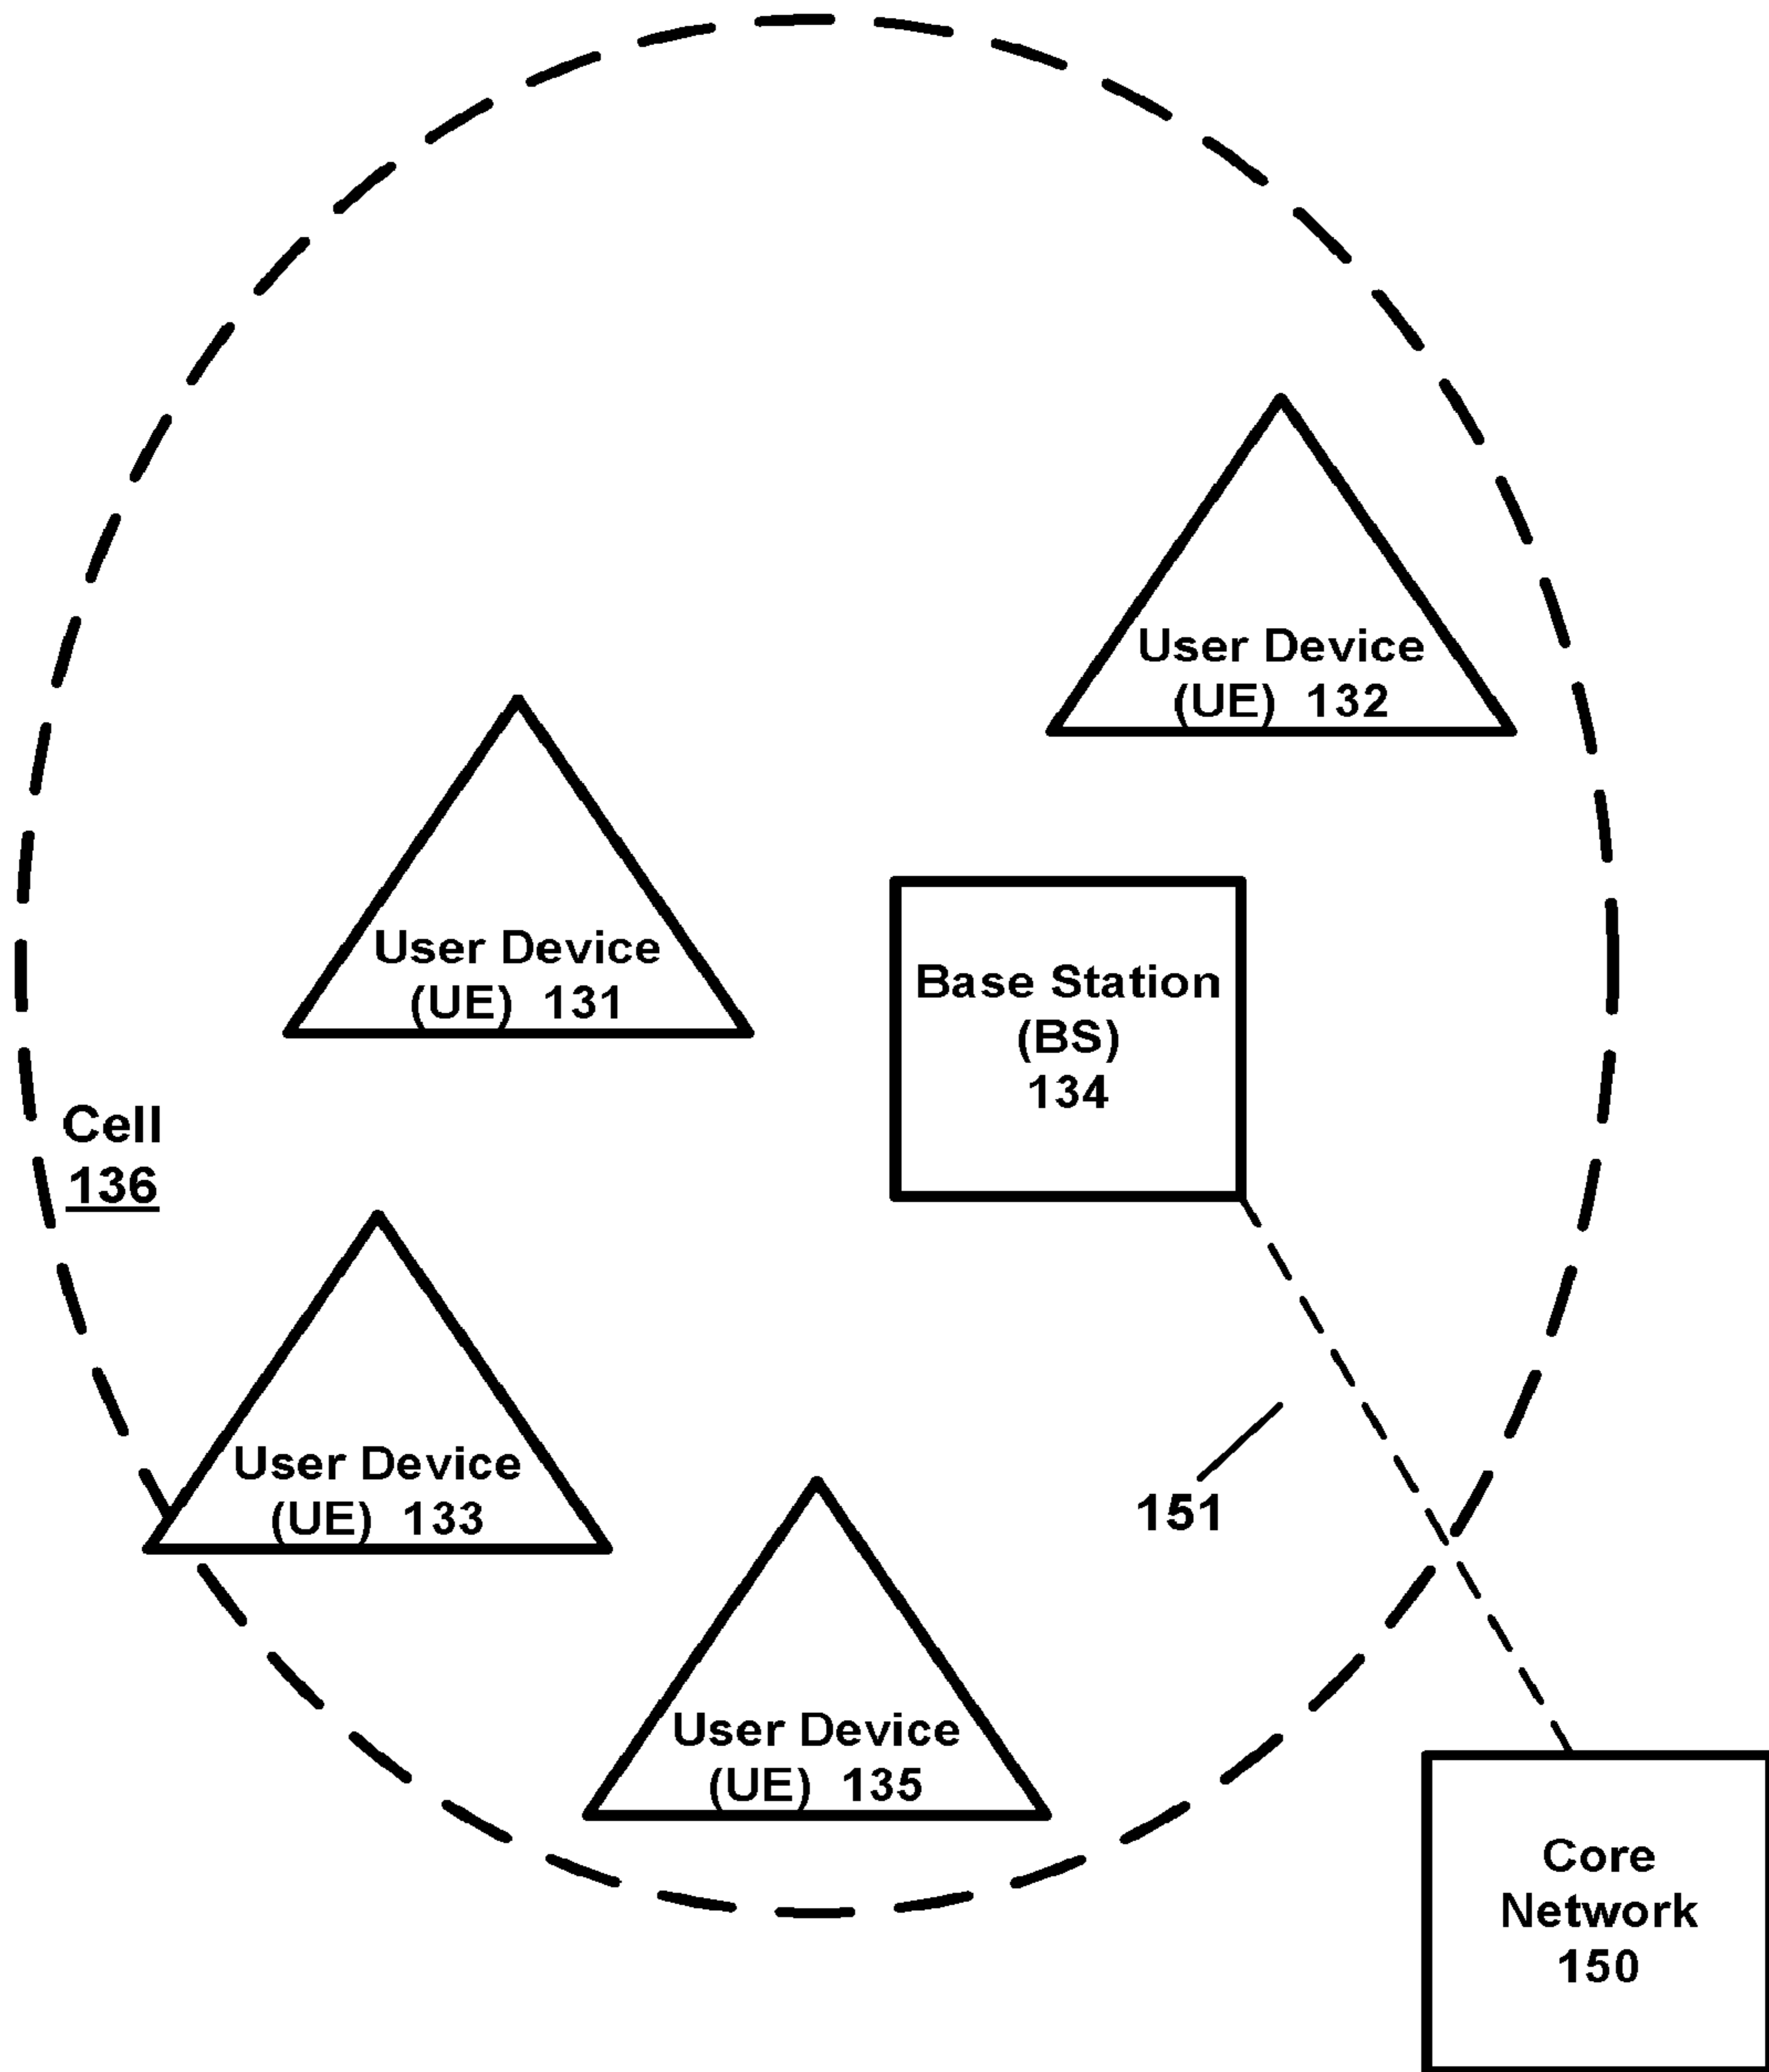 User Device
(UE) 132
User Device
(UE) 131
Base Station
(BS)
134
Cell
136
User Device
(UE) 133
151
User Device
(UE) 135
Core
Network
150